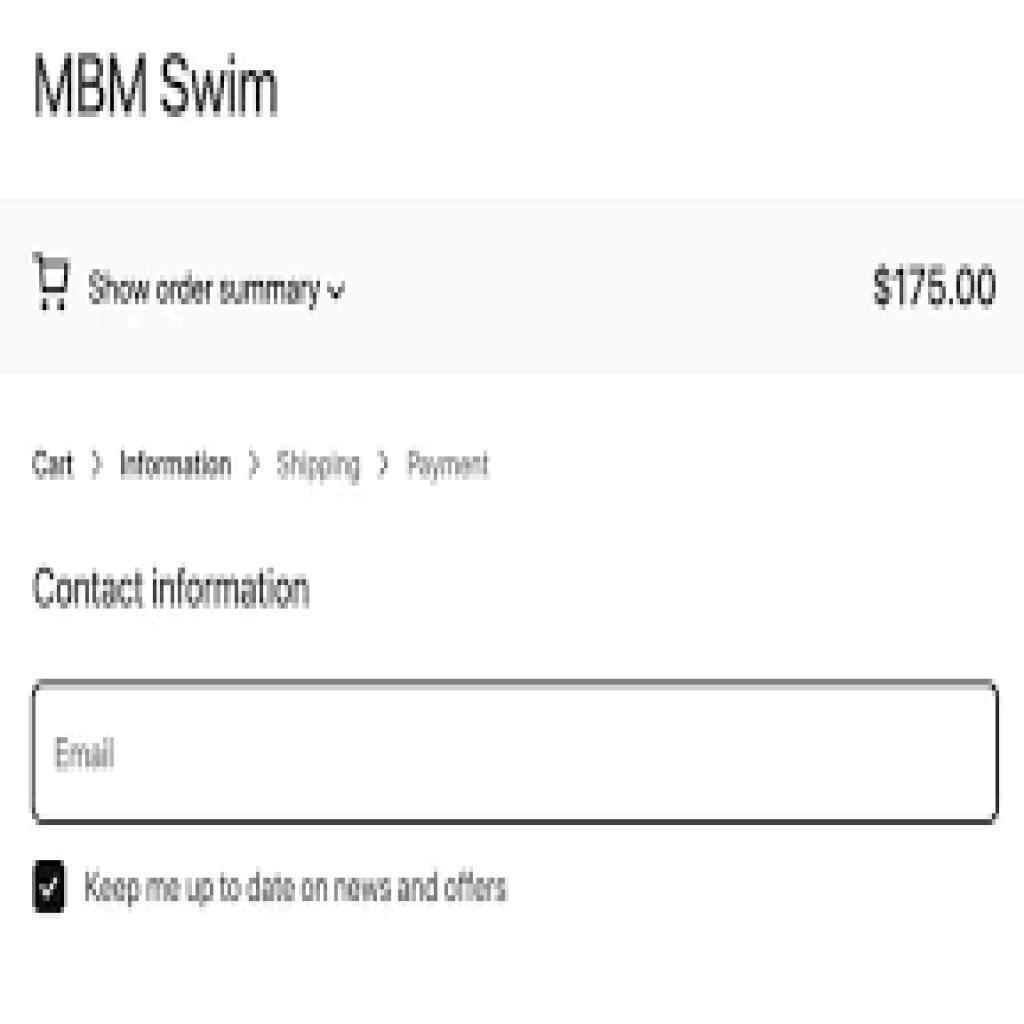 MBM Swim
Show order summary $175.00
Cart > Information > Shipping > Payment
Contact information
Email
Keep me up to date on news and offers